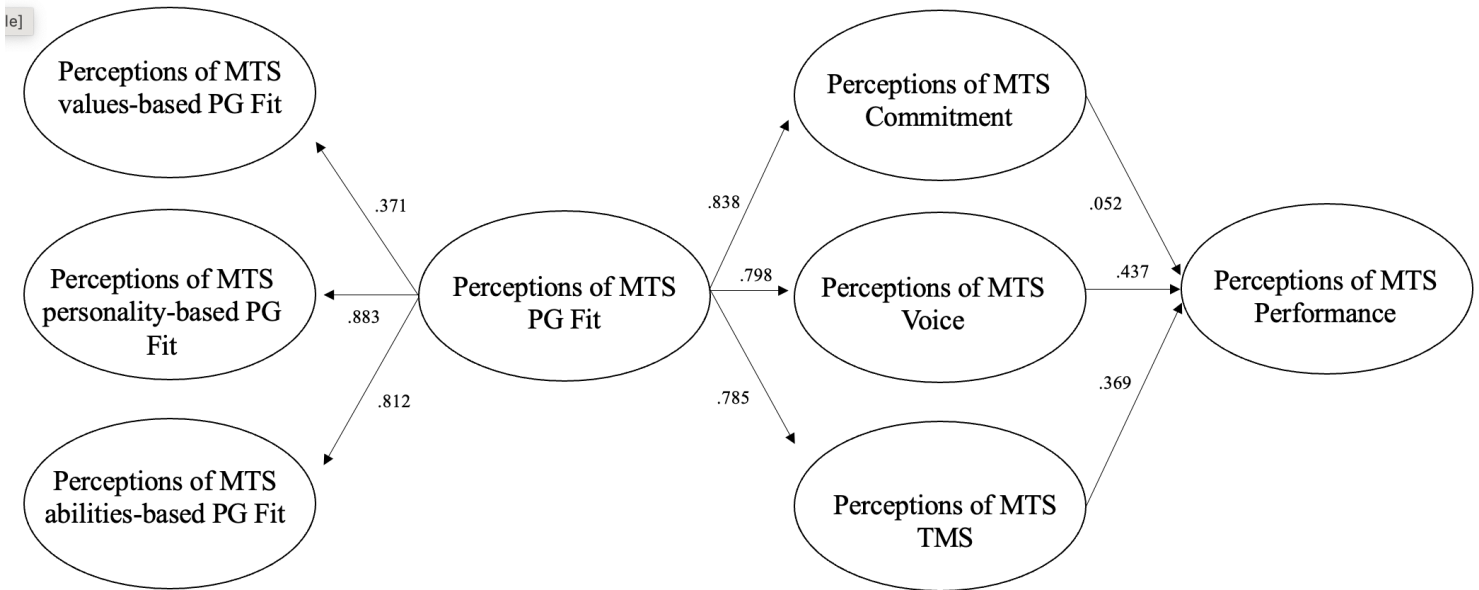 le]
Perceptions of MTS
values-based PG Fit
Perceptions of MTS
personality-based PG
Fit
Perceptions of MTS
abilities-based PG Fit
.371
.883
.812
Perceptions of MTS
PG Fit
.838
.798
.785
Perceptions of MTS
Commitment
Perceptions of MTS
Voice
Perceptions of MTS
TMS
.052
.437
.369
Perceptions of MTS
Performance